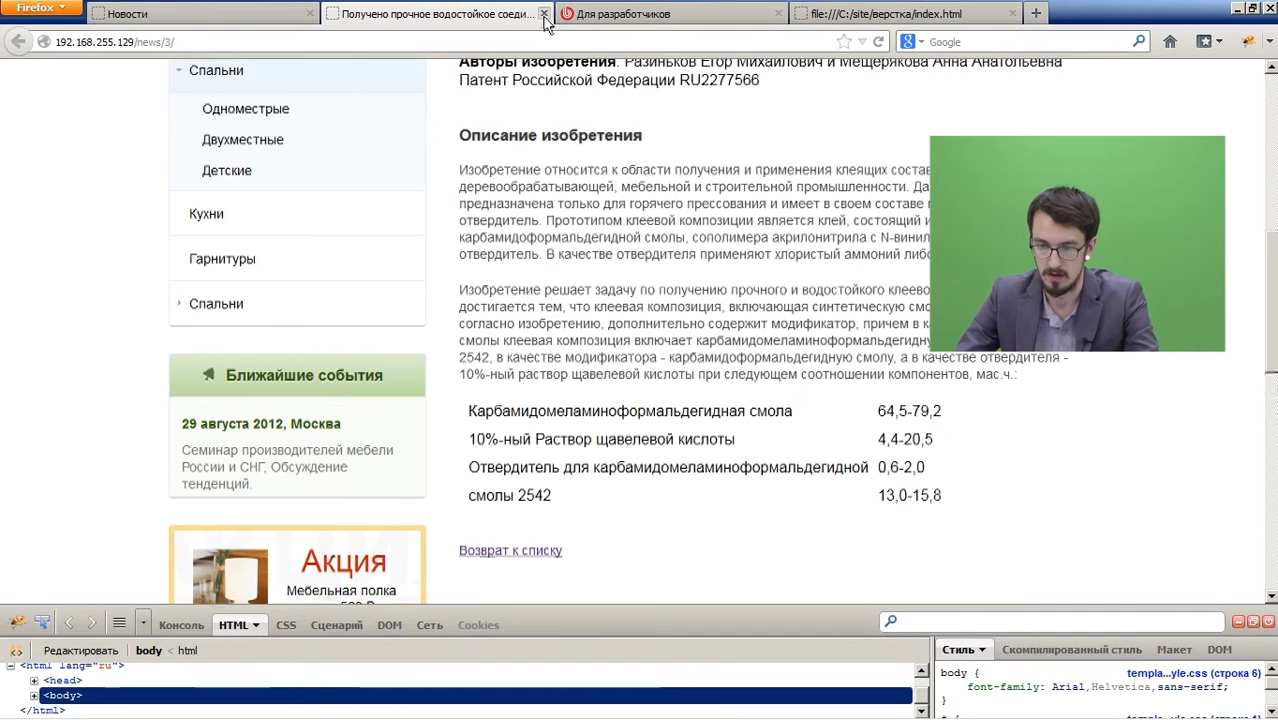 Firefox
Новости
Получено прочное водостойкое соеди...
Для разработчиков
file:///C:/site/верстка/index.html
192.168.255.129/news/3/
Google
Спальни
Одноместрые
Двухместные
Детские
Кухни
Гарнитуры
Спальни
Ближайшие события
29 августа 2012, Москва
Семинар производителей мебели
России и СНГ, Обсуждение
тенденций.
Акция
Мебельная полка
Авторы изобретения: Разиньков Егор Михайлович и Мещерякова Анна Анатольевна
Патент Российской Федерации RU2277566
Описание изобретения
Изобретение относится к области получения и применения клеящих
деревообрабатывающей, мебельной и строительной промышленности.
предназначена только для горячего прессования и имеет в своем составе
отвердитель. Прототипом клеевой композиции является клей, состоящий
карбамидоформальдегидной смолы, сополимера акрилонитрила с
отвердитель. В качестве отвердителя применяют хлористый аммоний
Изобретение решает задачу по получению прочного и водостойкого
достигается тем, что клеевая композиция, включающая синтетическую
согласно изобретению, дополнительно содержит модификатор, причем в
смолы клеевая композиция включает
2542, в качестве модификатора - карбамидоформальдегидную смолу, а в качестве отвердителя -
10%-ный раствор щавелевой кислоты при следующем соотношении компонентов, мас.ч.:
Карбамидомеламиноформальдегидная смола 64,5-79,2
10%-ный Раствор щавелевой кислоты 4,4-20,5
Отвердитель для карбамидомеламиноформальдегидной 0,6-2,0
смолы 2542 13,0-15,8
Возврат к списку
Консоль HTML CSS Сценарий DOM Сеть Cookies
Редактировать body < html
<html lang="ru">
<head>
<body>
</html>
Стиль Скомпилированный стиль Макет DOM
body { templa...yle.css (строка 6)
font-family: Arial,Helvetica,sans-serif;
}